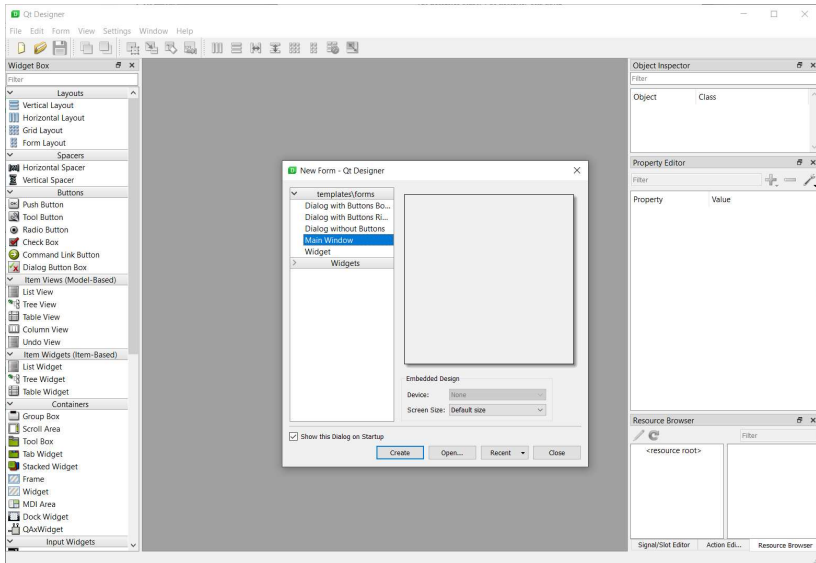 Qt Designer
File Edit Form View Settings Window Help
Widget Box
Filter
Layouts
Vertical Layout
Horizontal Layout
Grid Layout
Form Layout
Spacers
Horizontal Spacer
Vertical Spacer
Buttons
Push Button
Tool Button
Radio Button
Check Box
Command Link Button
Dialog Button Box
Item Views (Model-Based)
List View
Tree View
Table View
Column View
Undo View
Item Widgets (Item-Based)
List Widget
Tree Widget
Table Widget
Containers
Group Box
Scroll Area
Tool Box
Tab Widget
Stacked Widget
Frame
Widget
MDI Area
Dock Widget
QAxWidget
Input Widgets
New Form - Qt Designer
templates\forms
Dialog with Buttons Bo...
Dialog with Buttons Ri...
Dialog without Buttons
Main Window
Widget
Widgets
Embedded Design
Device: None
Screen Size: Default size
Show this Dialog on Startup
Create Open... Recent Close
Object Inspector
Filter
Object Class
Property Editor
Filter
Property Value
Resource Browser
Filter
<resource root>
Signal/Slot Editor Action Edi... Resource Browser